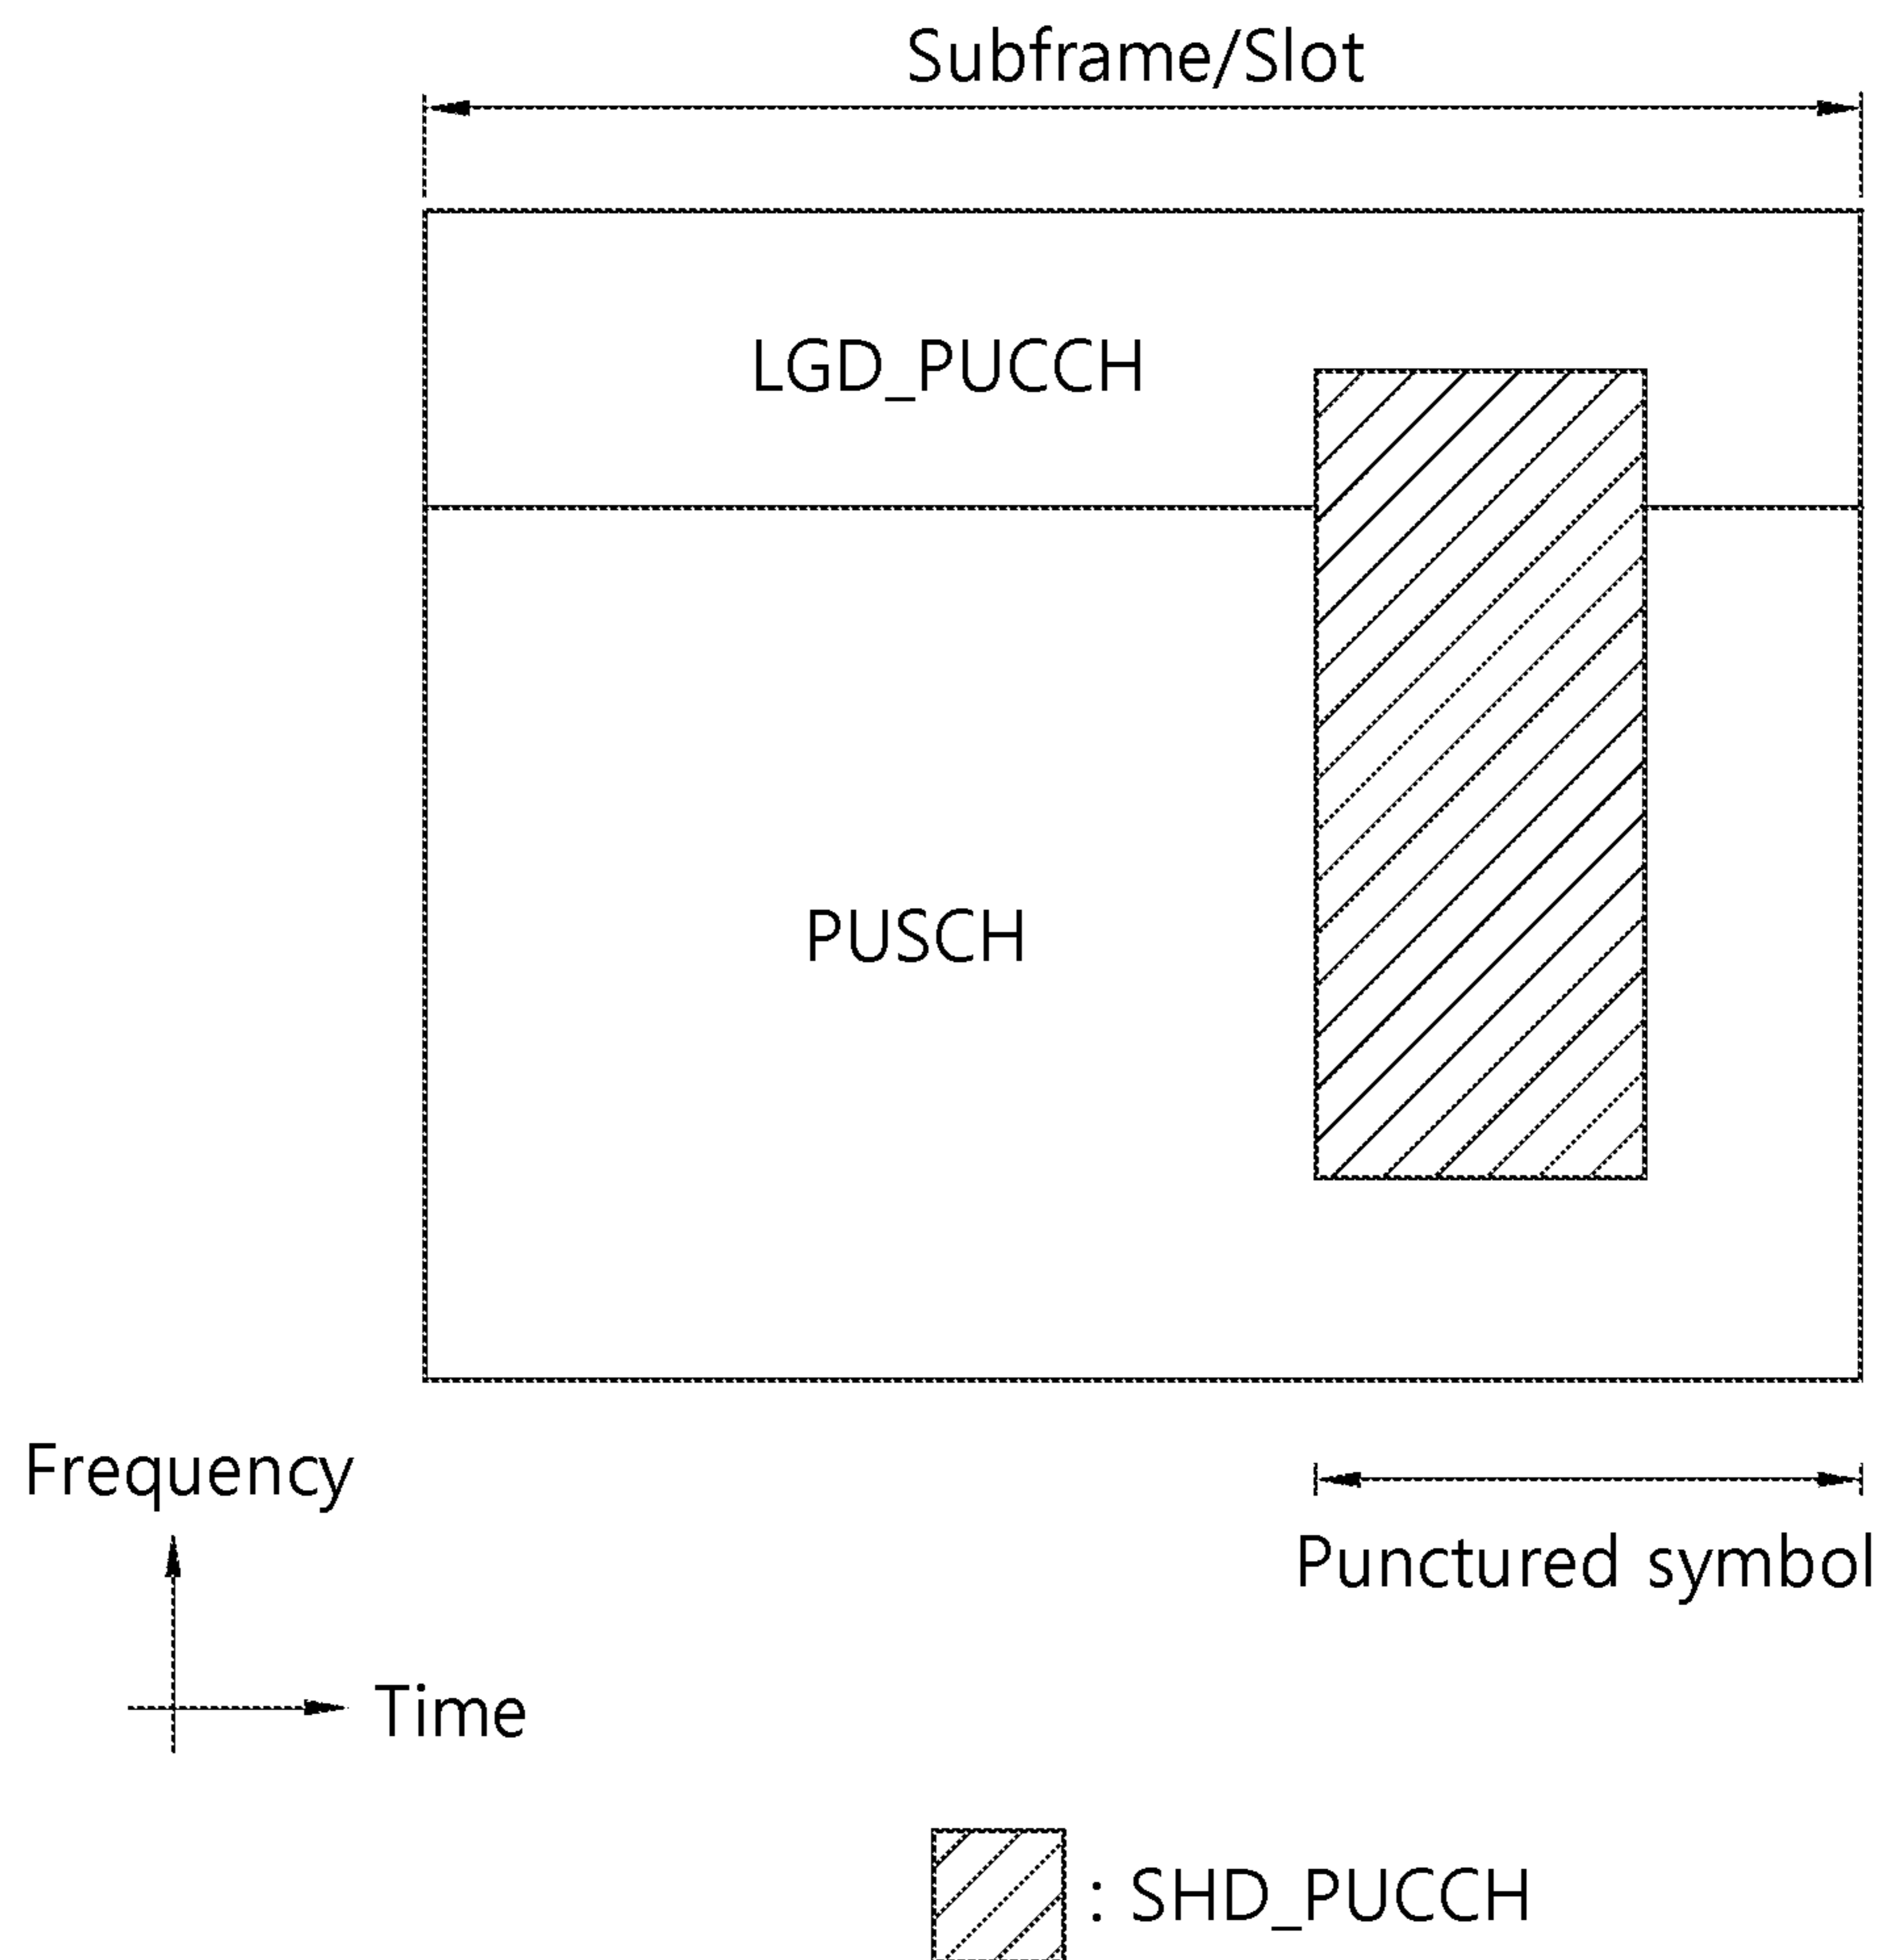 Subframe/Slot
LGD_PUCCH
PUSCH
Frequency
Punctured symbol
Time
: SHD_PUCCH